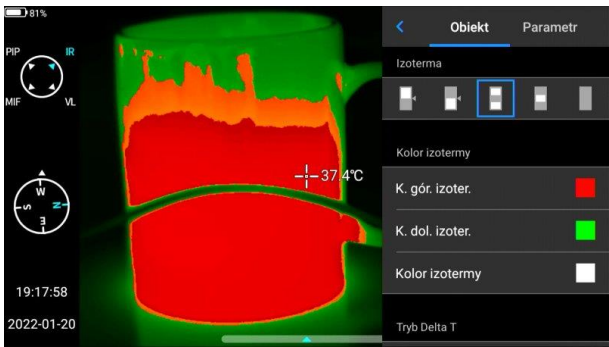 81%
PIP
IR
MIF
VL
W
S
N
E
37.4°C
19:17:58
2022-01-20
Obiekt
Parametr
Izoterma
Kolor izotermy
K. gór. izoter.
K. dol. izoter.
Kolor izotermy
Tryb Delta T